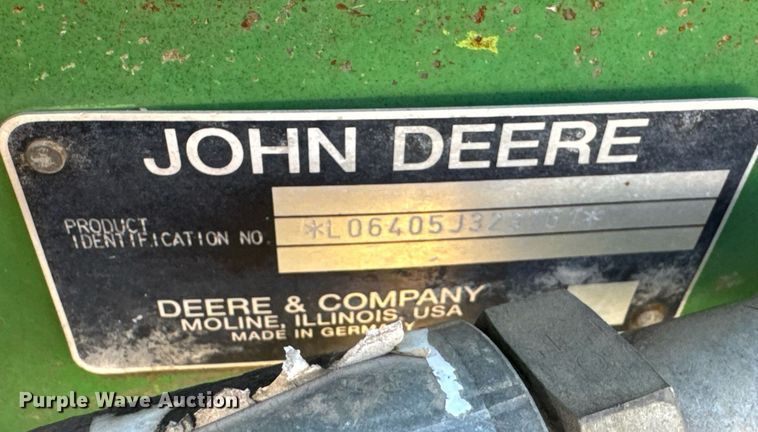 JOHN DEERE
PRODUCT
IDENTIFICATION NO.
DEERE & COMPANY
MOLINE, ILLINOIS, USA
MADE IN GERMANY
Purple Wave Auction